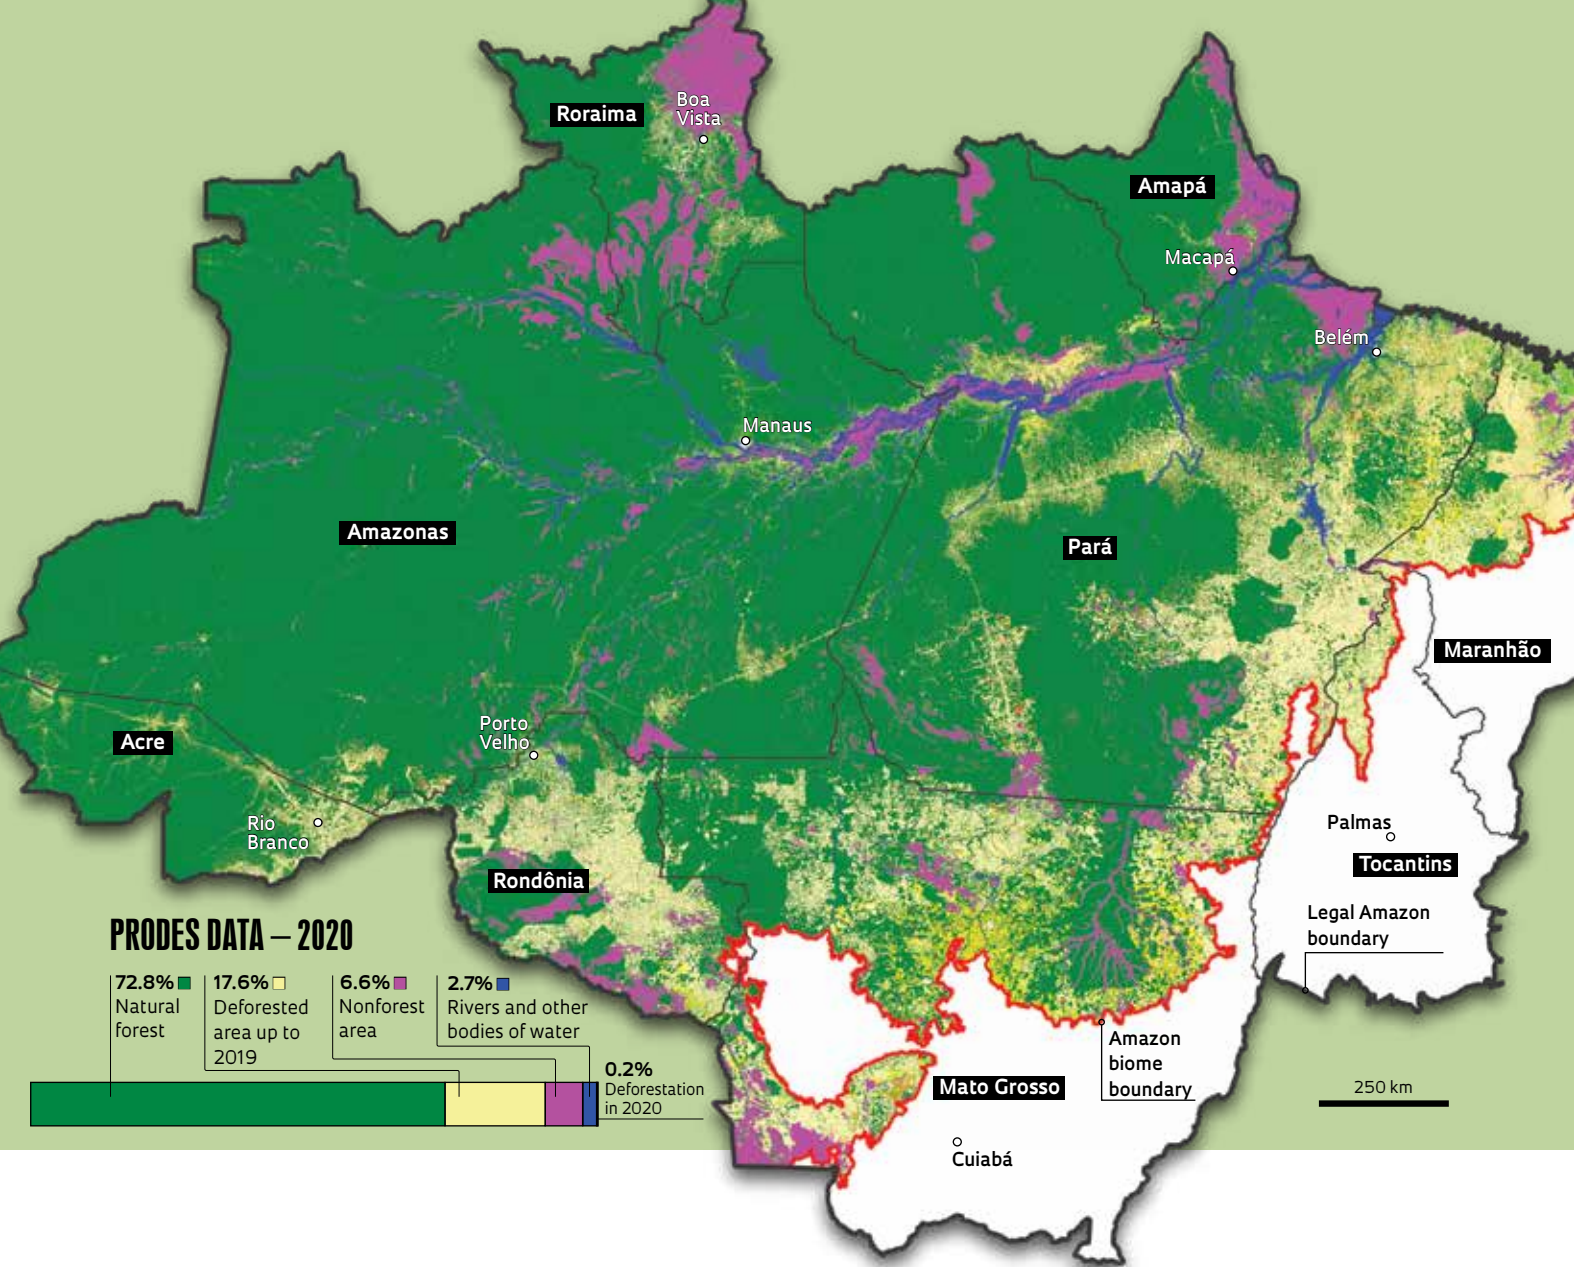 Roraima
Boa
Vista
Amapá
Macapá
Belém
Manaus
Amazonas
Pará
Maranhão
Porto
Velho
Acre
Rio
Branco
Rondônia
Palmas
Tocantins
Legal Amazon
boundary
Amazon
biome
boundary
Mato Grosso
Cuiabá
250 km
PRODES DATA – 2020
72.8%
Natural
forest
17.6%
Deforested
area up to
2019
6.6%
Nonforest
area
2.7%
Rivers and other
bodies of water
0.2%
Deforestation
in 2020